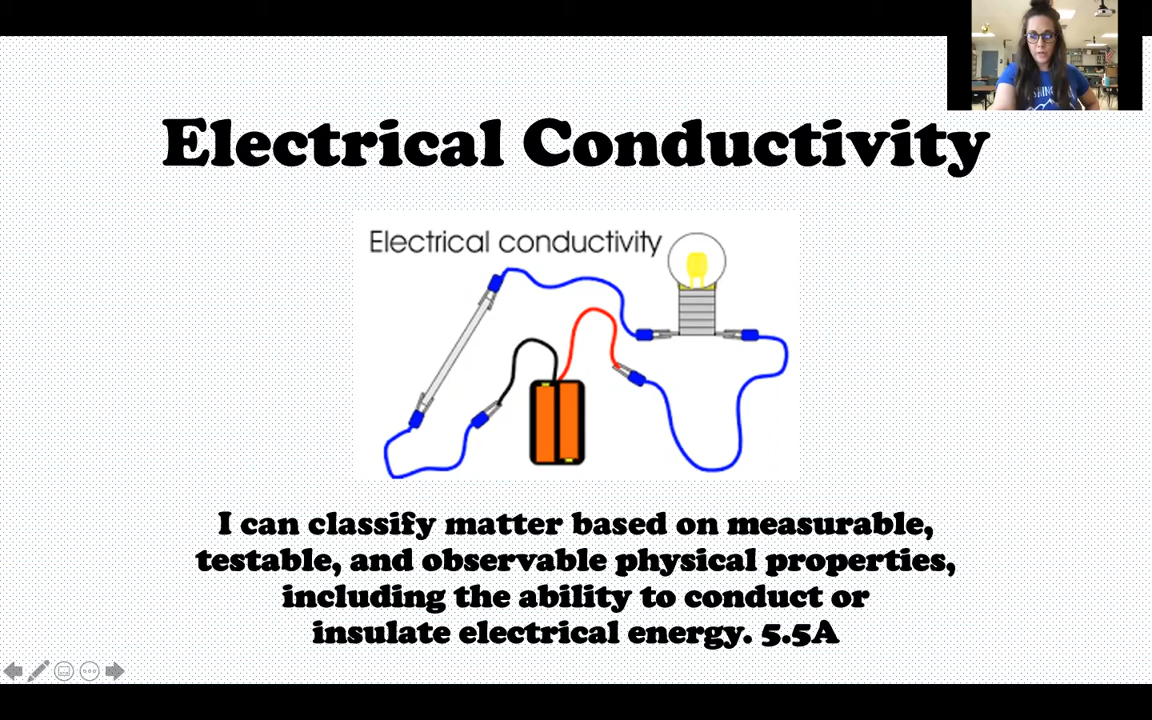 Electrical Conductivity
Electrical conductivity
I can classify matter based on measurable,
testable, and observable physical properties,
including the ability to conduct or
insulate electrical energy. 5.5A